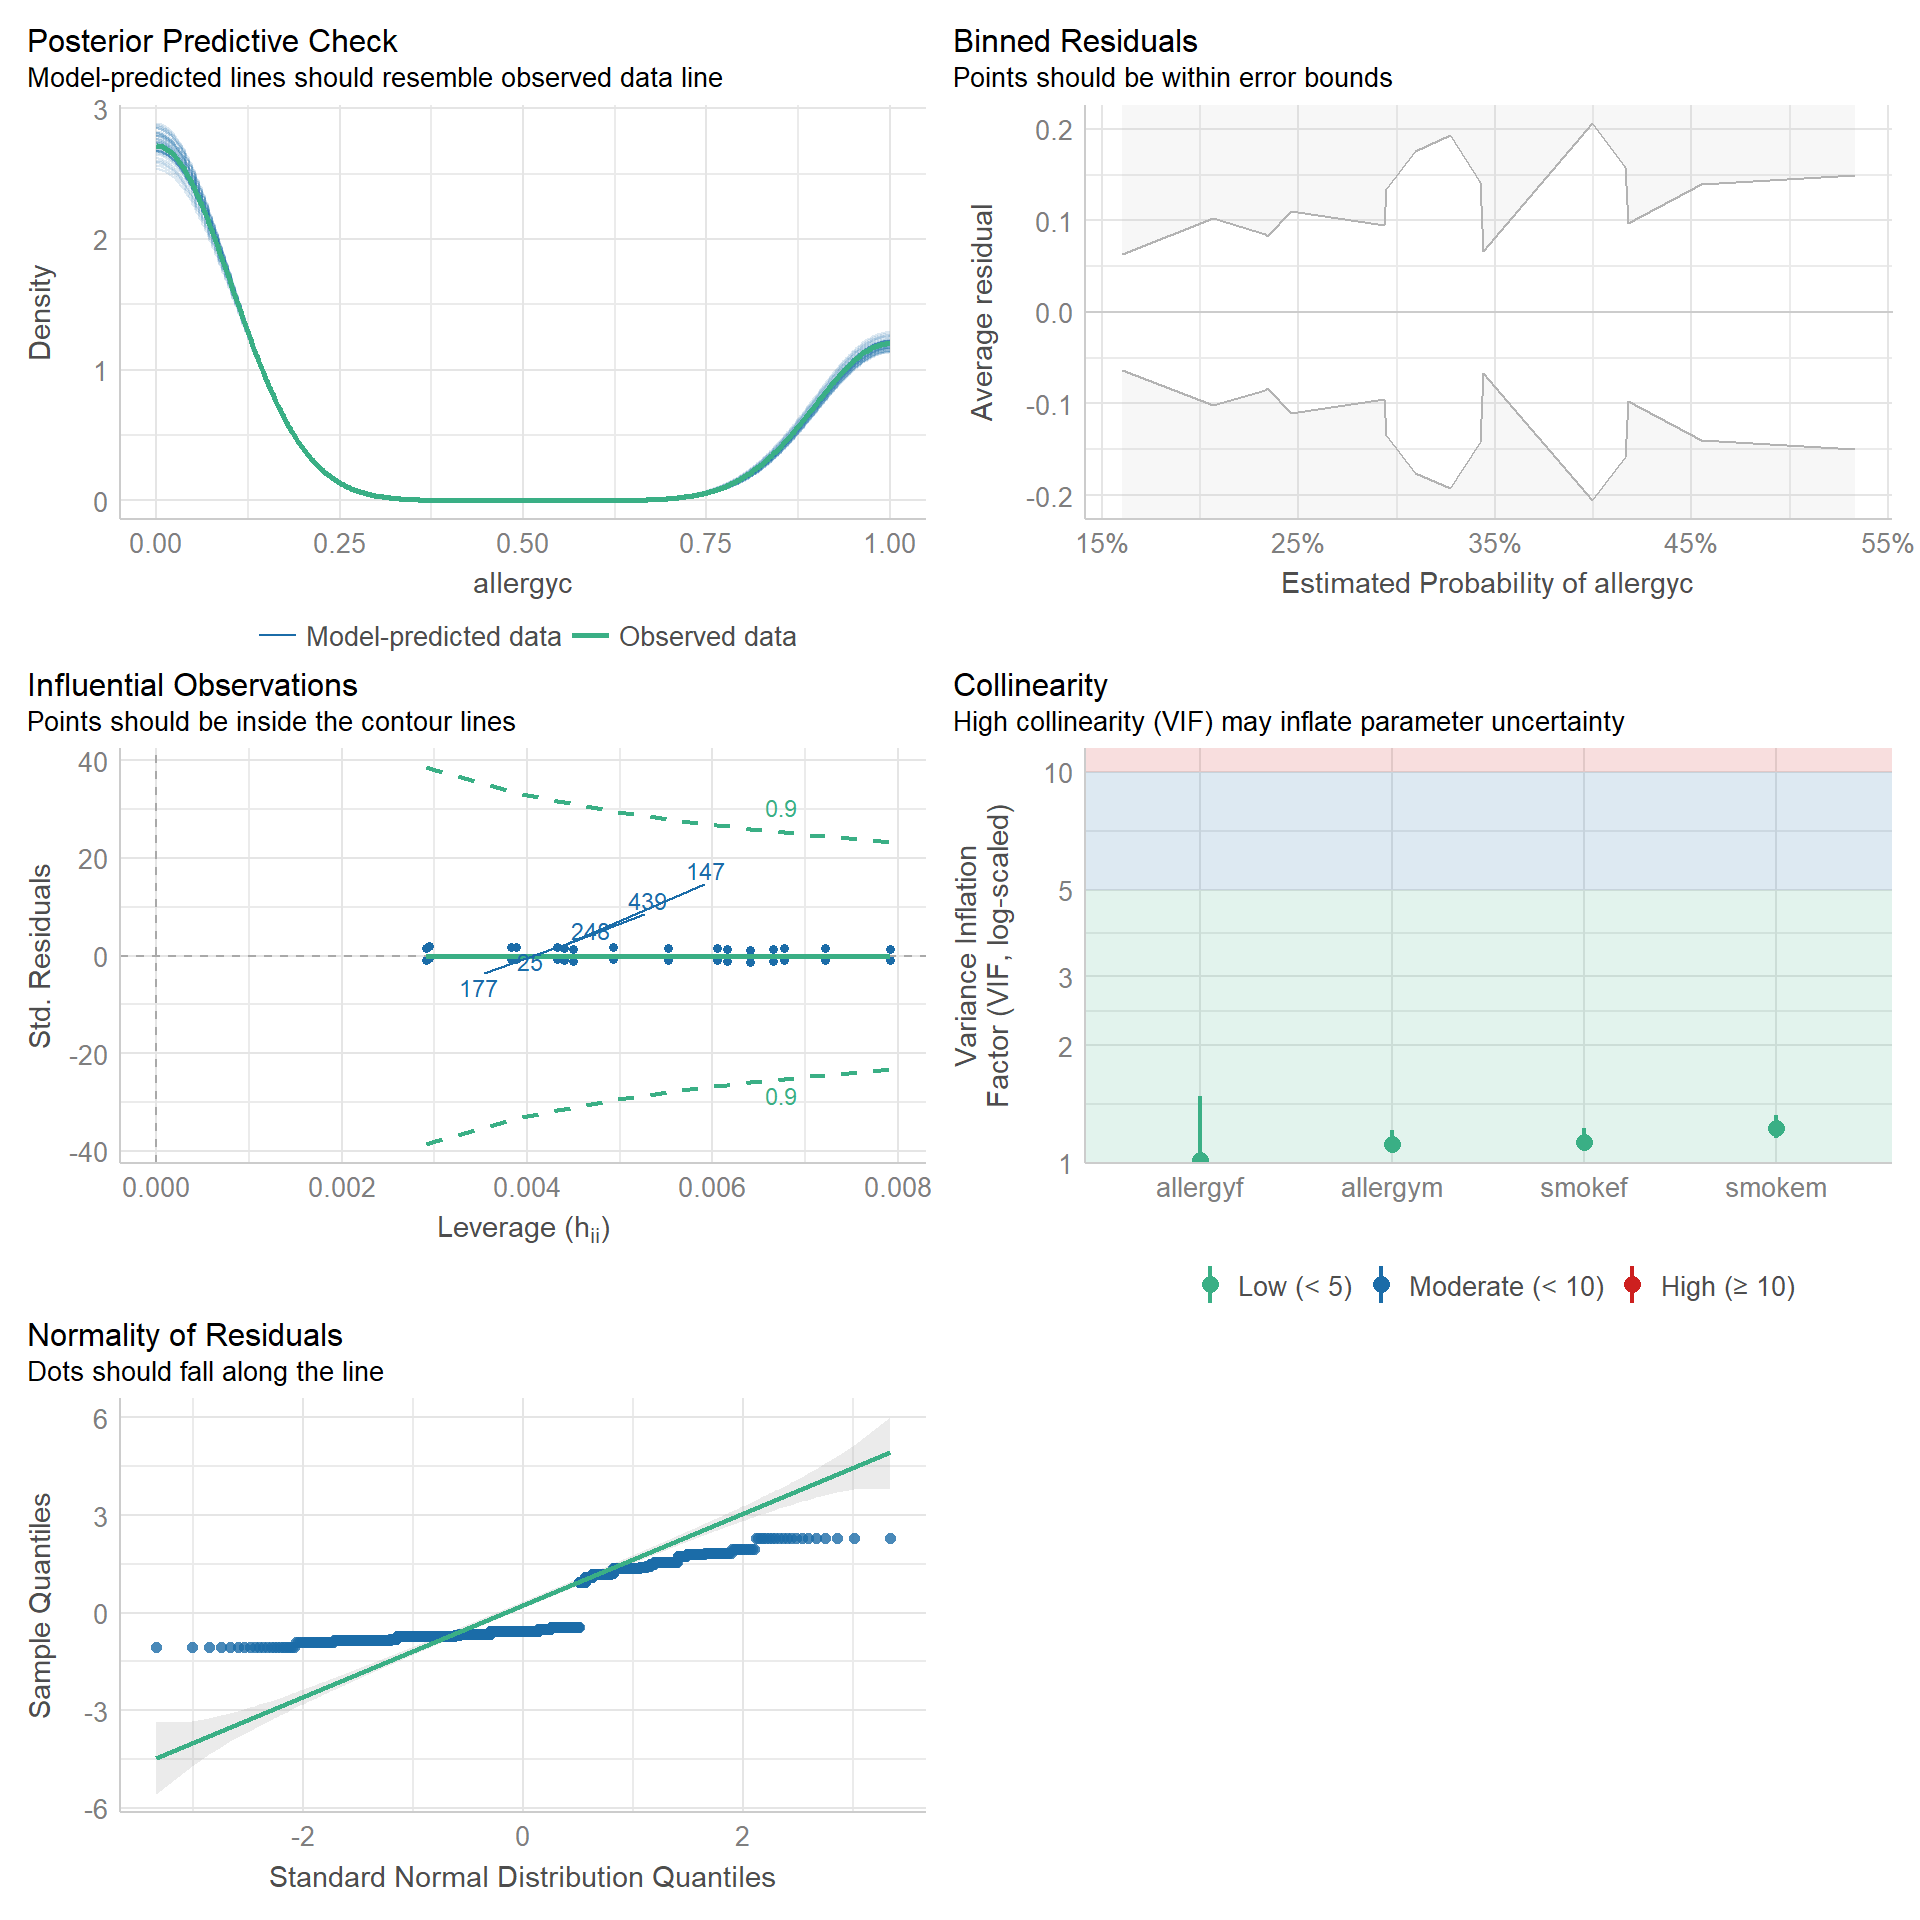 Posterior Predictive Check
Model-predicted lines should resemble observed data line
3
2
1
0
Density
0.00 0.25 0.50 0.75 1.00
allergyc
Model-predicted data Observed data
Binned Residuals
Points should be within error bounds
0.2
0.1
0.0
-0.1
-0.2
Average residual
15% 25% 35% 45% 55%
Estimated Probability of allergyc
Influential Observations
Points should be inside the contour lines
40
20
0
-20
-40
Std. Residuals
0.9
147
439
248
25
177
0.9
0.000 0.002 0.004 0.006 0.008
Leverage (hii)
Collinearity
High collinearity (VIF) may inflate parameter uncertainty
10
5
3
2
1
Variance Inflation
Factor (VIF, log-scaled)
allergyf allergym smokef smokem
Low (< 5) Moderate (< 10) High (≥ 10)
Normality of Residuals
Dots should fall along the line
6
3
0
-3
-6
Sample Quantiles
-2 0 2
Standard Normal Distribution Quantiles